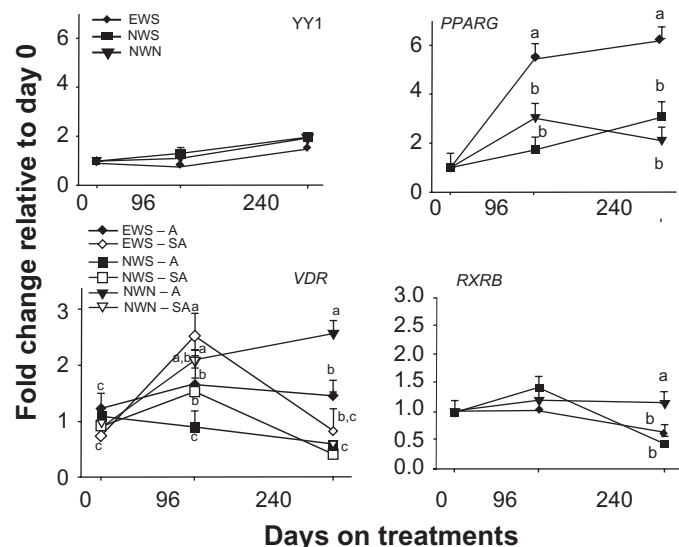 Fold change relative to day 0
EWS
NWS
NWN
YY1
6
4
2
0
0 96 240
PPARG
6
4
2
0
a
a
b
b
b
b
0 96 240
EWS – A
EWS – SA
NWS – A
NWS – SA
NWN – A
NWN – SA
VDR
3
2
1
0
a
a
a,b
a
b
b
b
b,c
c
c
c
c
0 96 240
RXRB
3.0
2.5
2.0
1.5
1.0
0.5
0.0
a
b
b
0 96 240
Days on treatments